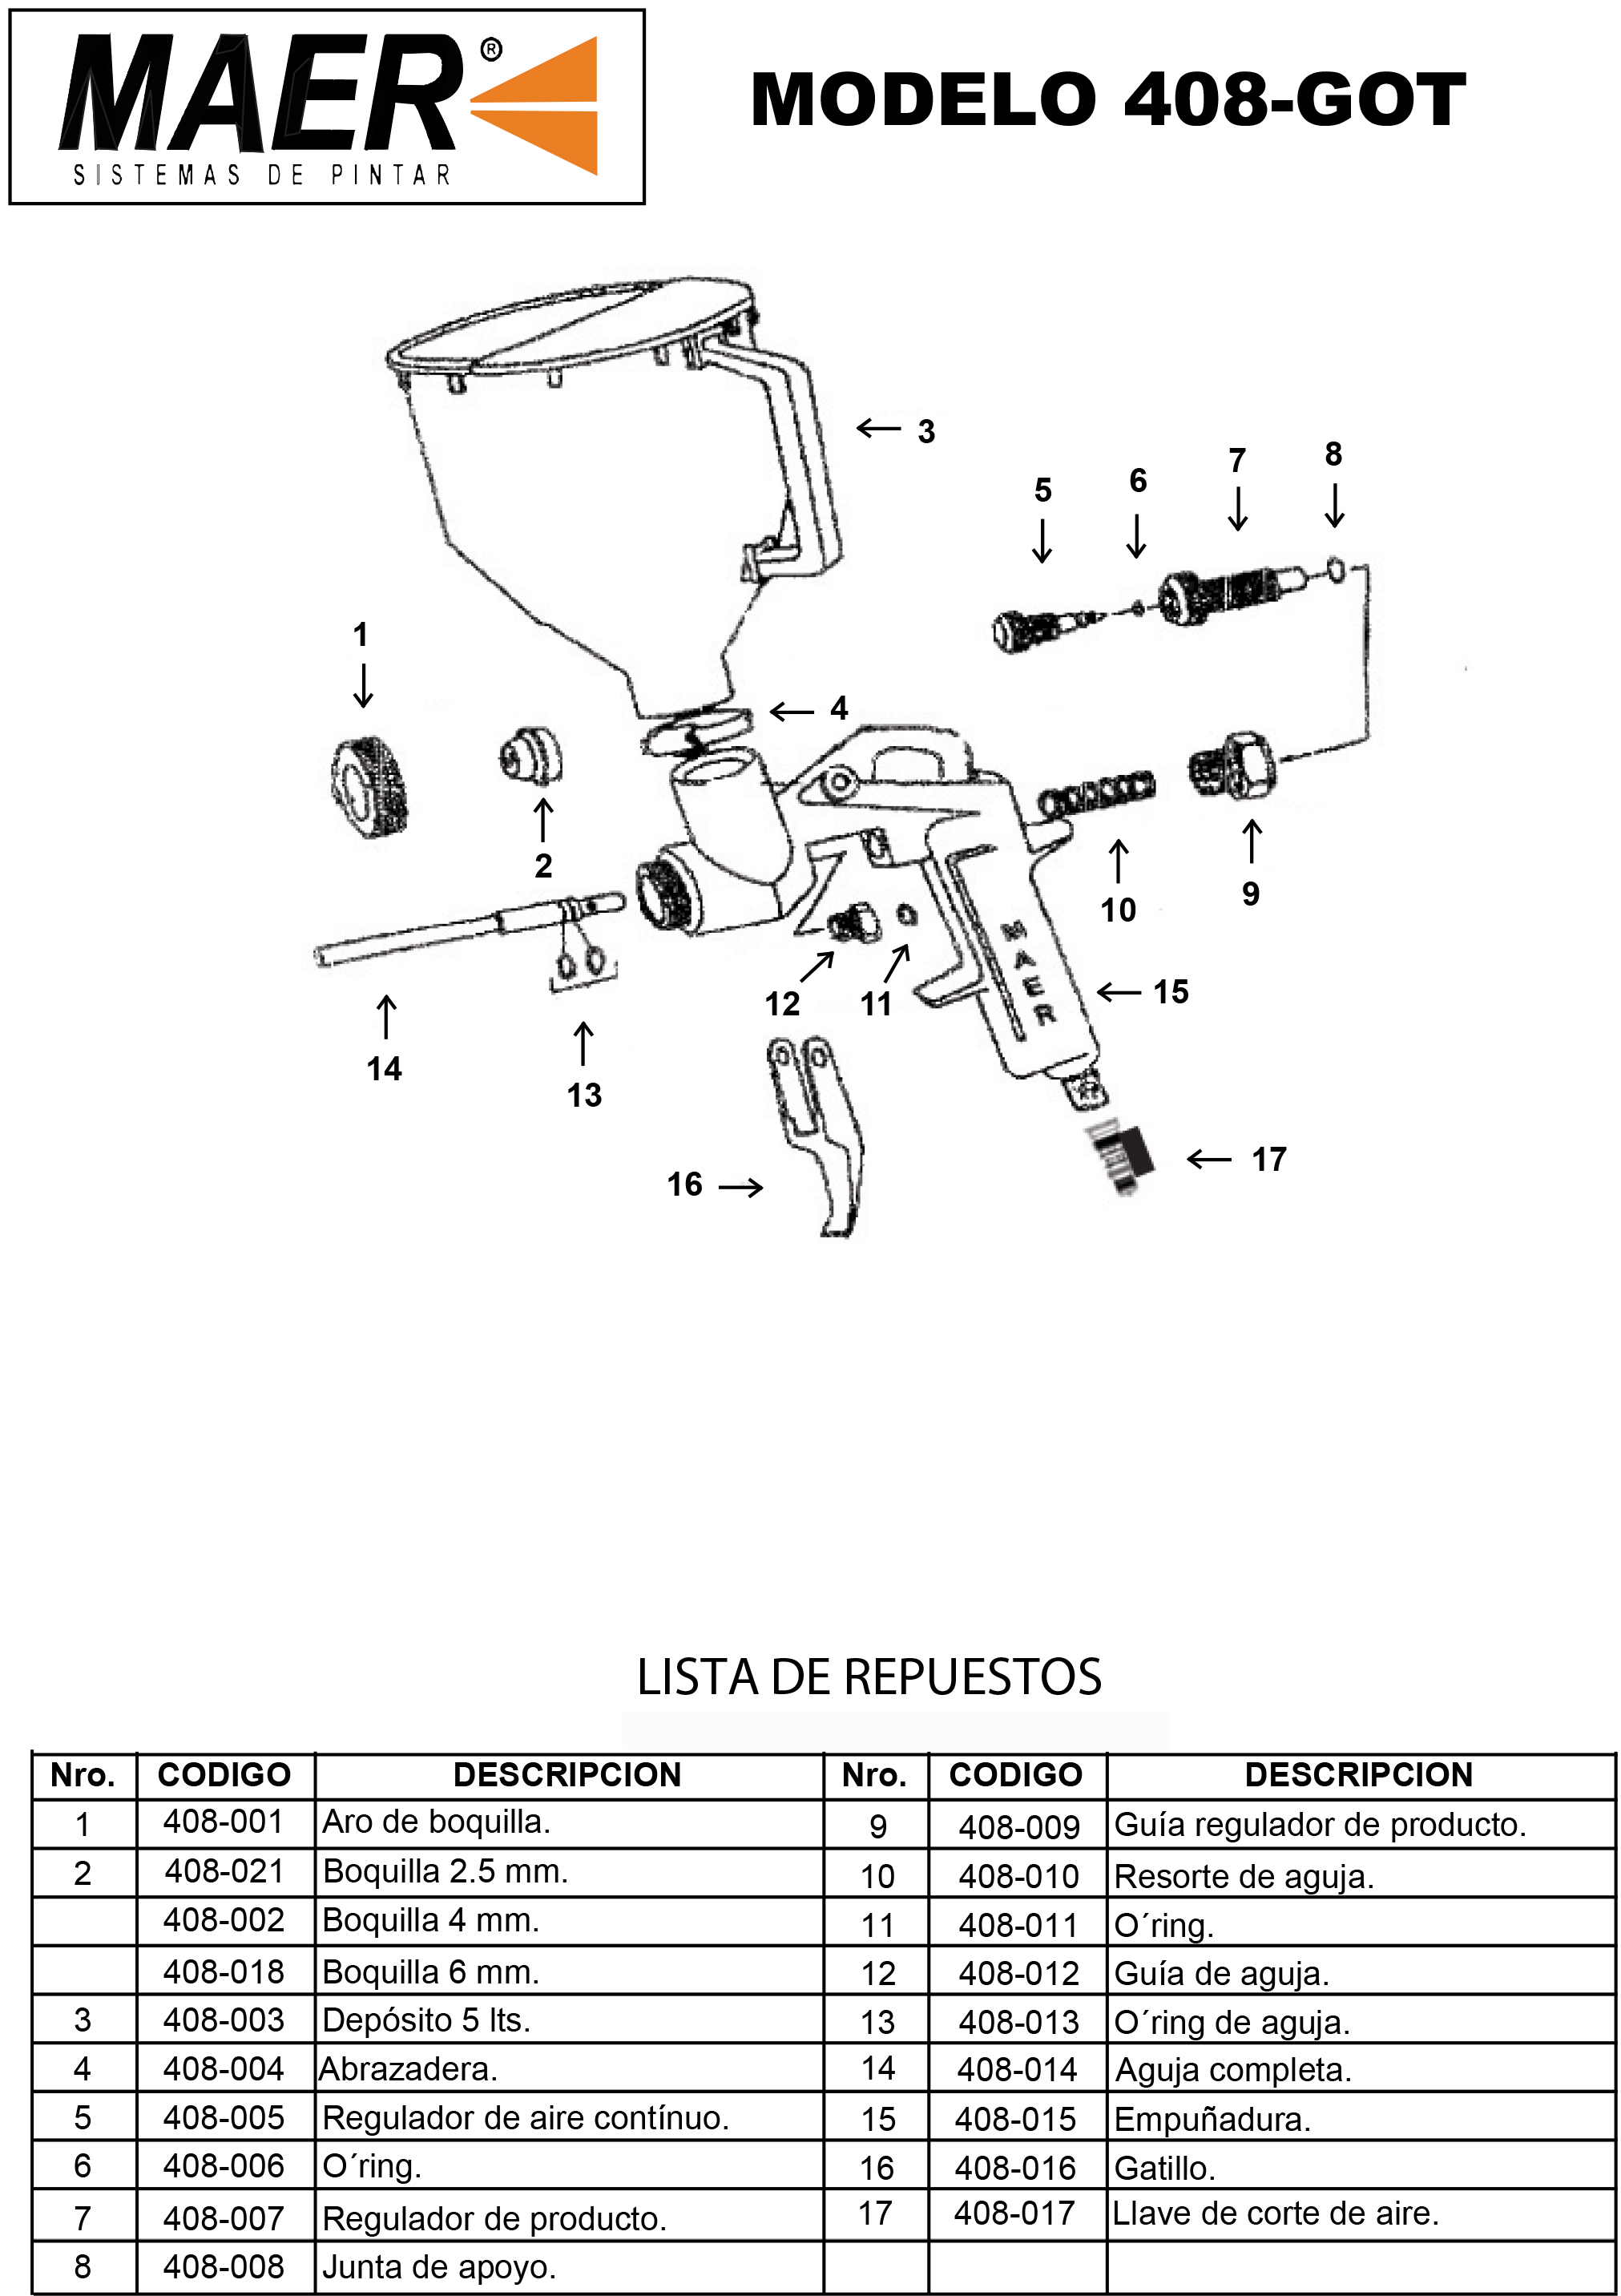 MAER®
SISTEMAS DE PINTAR
MODELO 408-GOT
3
8
7
6
5
1
4
2
9
10
12
11
15
14
13
MAER
17
16
LISTA DE REPUESTOS
Nro. CODIGO DESCRIPCION Nro. CODIGO DESCRIPCION
1 408-001 Aro de boquilla. 9 408-009 Guía regulador de producto.
2 408-021 Boquilla 2.5 mm. 10 408-010 Resorte de aguja.
408-002 Boquilla 4 mm. 11 408-011 O´ring.
408-018 Boquilla 6 mm. 12 408-012 Guía de aguja.
3 408-003 Depósito 5 lts. 13 408-013 O´ring de aguja.
4 408-004 Abrazadera. 14 408-014 Aguja completa.
5 408-005 Regulador de aire contínuo. 15 408-015 Empuñadura.
6 408-006 O´ring. 16 408-016 Gatillo.
7 408-007 Regulador de producto. 17 408-017 Llave de corte de aire.
8 408-008 Junta de apoyo.